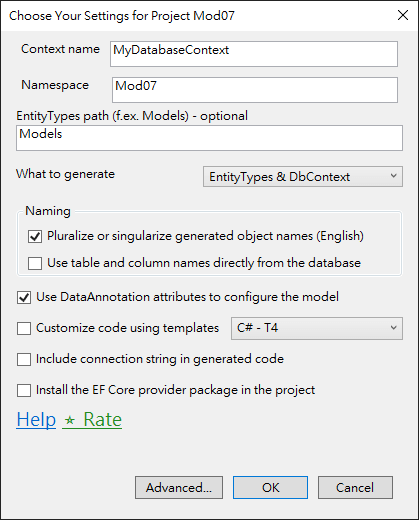 Choose Your Settings for Project Mod07
Context name MyDatabaseContext
Namespace Mod07
EntityTypes path (f.ex. Models) - optional
Models
What to generate EntityTypes & DbContext
Naming
Pluralize or singularize generated object names (English)
Use table and column names directly from the database
Use DataAnnotation attributes to configure the model
Customize code using templates C# - T4
Include connection string in generated code
Install the EF Core provider package in the project
Help ★ Rate
Advanced... OK Cancel